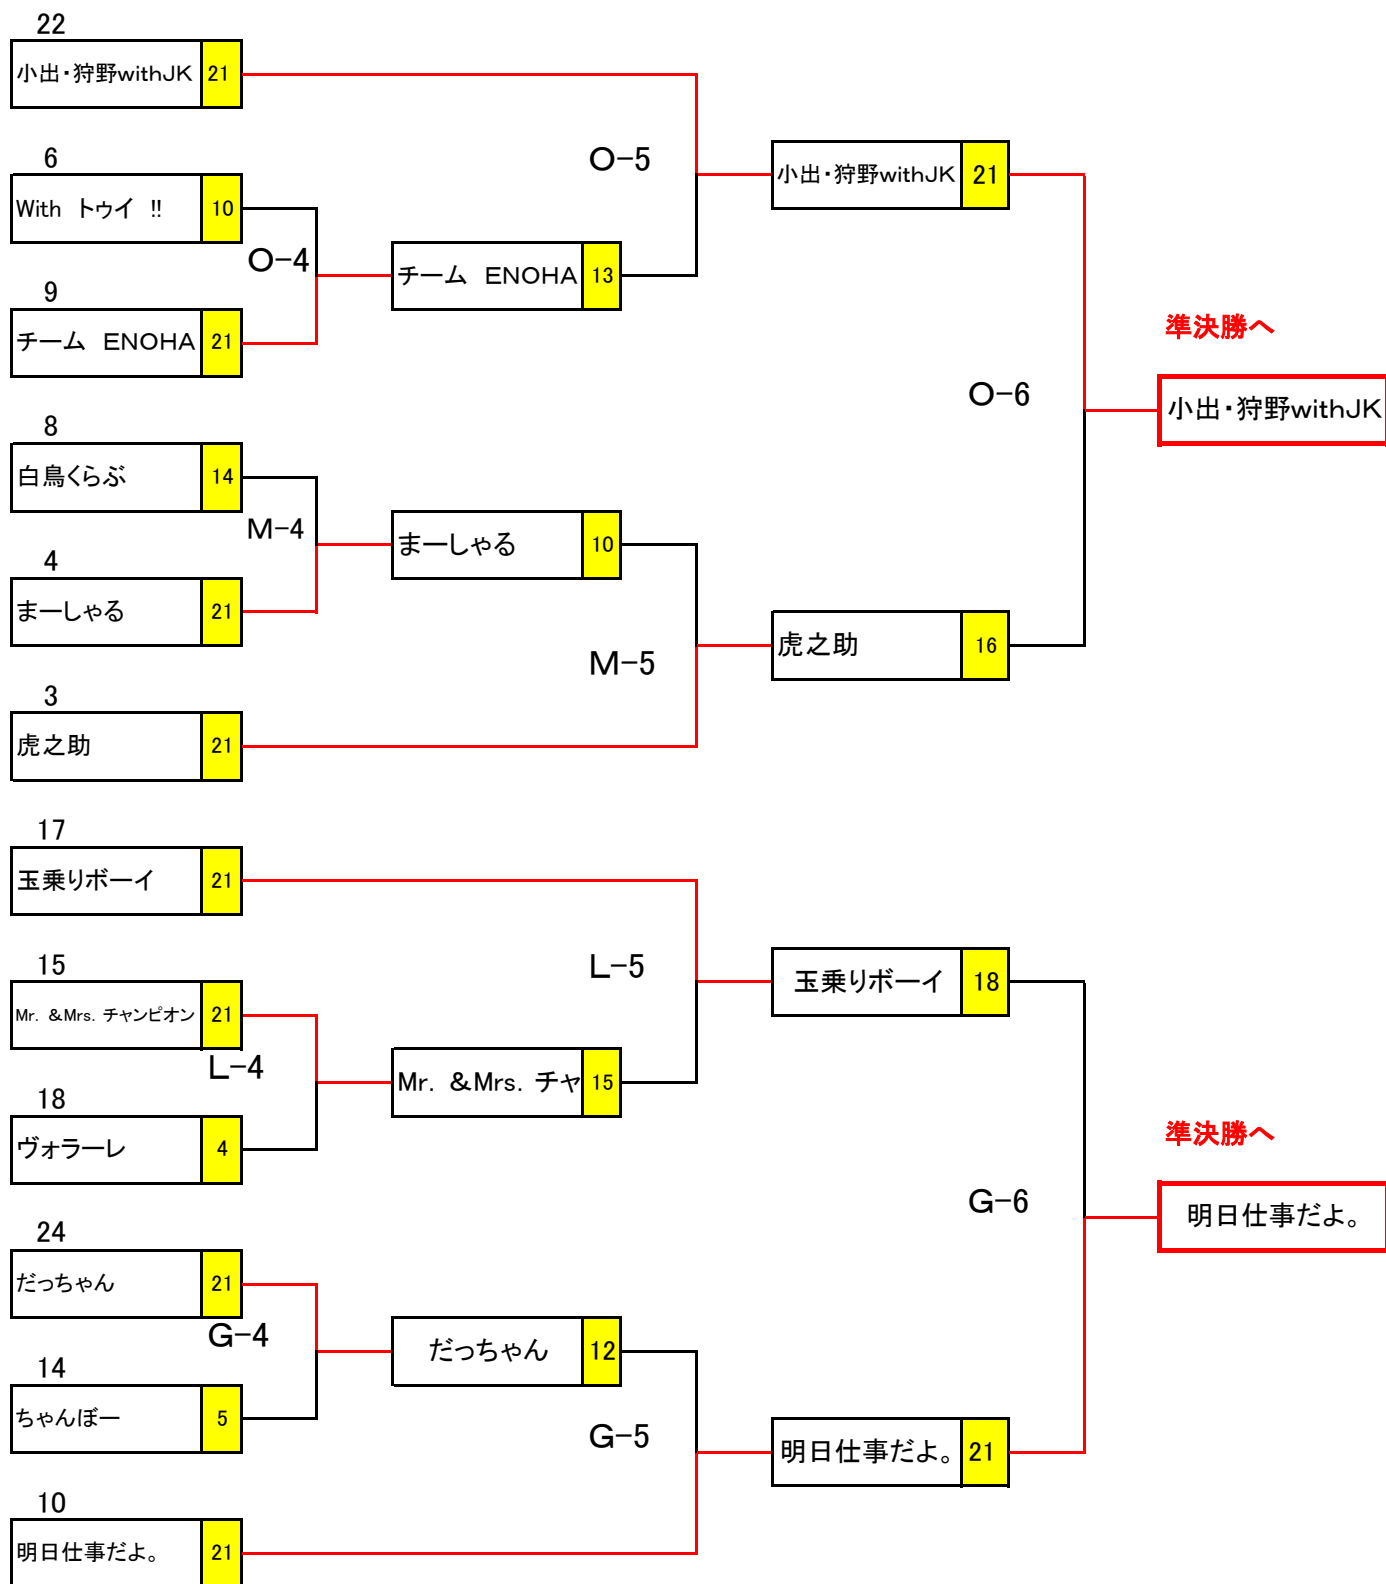 22
小出・狩野withJK 21
6
O-5
小出・狩野withJK 21
With トゥイ !! 10
O-4
チーム ENOHA 13
9
チーム ENOHA 21
準決勝へ
O-6
小出・狩野withJK
8
白鳥くらぶ 14
M-4
まーしゃる 10
4
まーしゃる 21
M-5
虎之助 16
3
虎之助 21
17
玉乗りボーイ 21
15
L-5
玉乗りボーイ 18
Mr. &Mrs. チャンピオン 21
L-4
Mr. &Mrs. チャ 15
18
ヴォラーレ 4
準決勝へ
G-6
明日仕事だよ。
24
だっちゃん 21
G-4
だっちゃん 12
14
ちゃんぼー 5
G-5
明日仕事だよ。 21
10
明日仕事だよ。 21